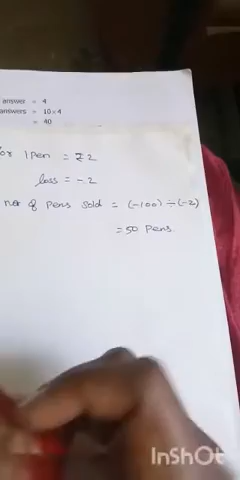 answer = 4
answers = 10×4
= 40
for 1 pen = ₹2
loss = -2
nor of pens sold = (-100) ÷ (-2)
= 50 pens.
InShOt